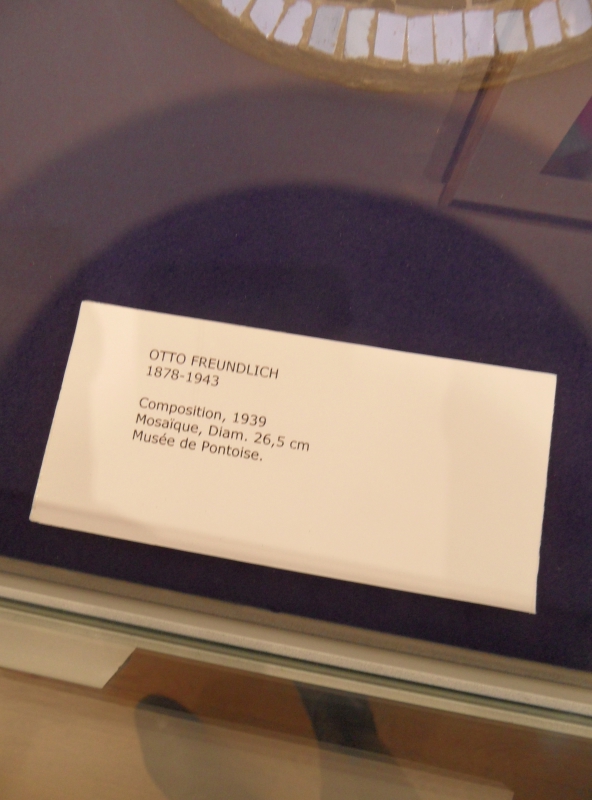 OTTO FREUNDLICH
1878-1943
Composition, 1939
Mosaïque, Diam. 26,5 cm
Musée de Pontoise.